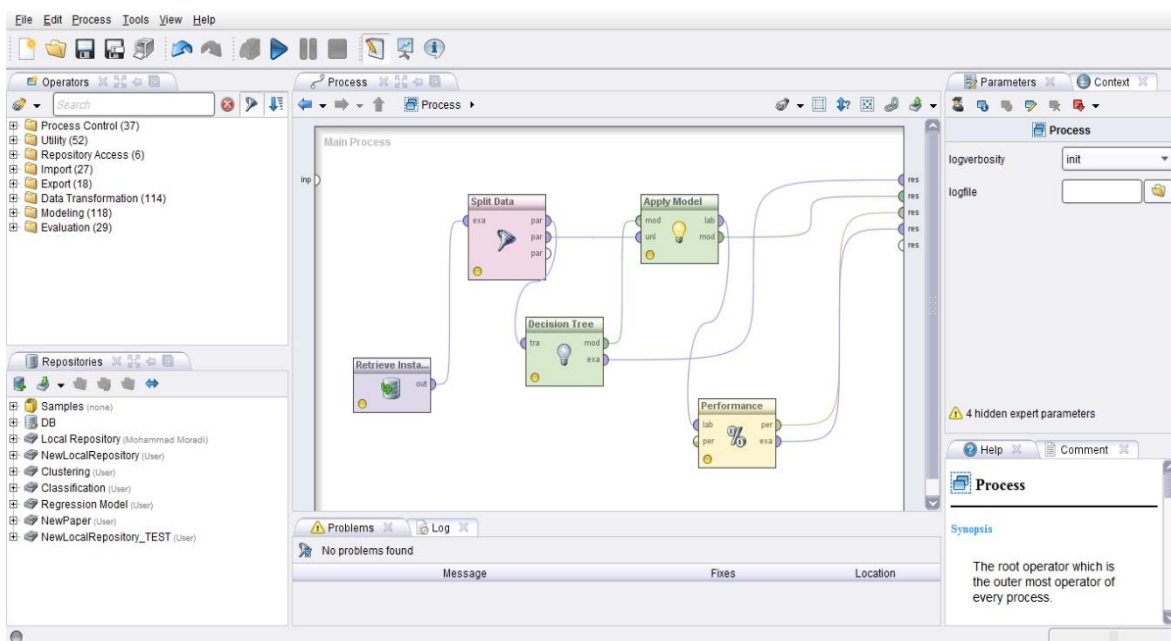 File Edit Process Tools View Help
Operators
Search
Process Control (37)
Utility (52)
Repository Access (6)
Import (27)
Export (18)
Data Transformation (114)
Modeling (118)
Evaluation (29)
Repositories
Samples (none)
DB
Local Repository (Mohammad Moradi)
NewLocalRepository (User)
Clustering (User)
Classification (User)
Regression Model (User)
NewPaper (User)
NewLocalRepository_TEST (User)
Process
Process
Main Process
inp
res
res
res
res
res
Split Data
exa par
par
par
Apply Model
mod lab
unl mod
Decision Tree
tra mod
exa
Retrieve Insta...
out
Performance
lab per
per exa
Problems Log
No problems found
Message Fixes Location
Parameters Context
Process
logverbosity init
logfile
4 hidden expert parameters
Help Comment
Process
Synopsis
The root operator which is
the outer most operator of
every process.